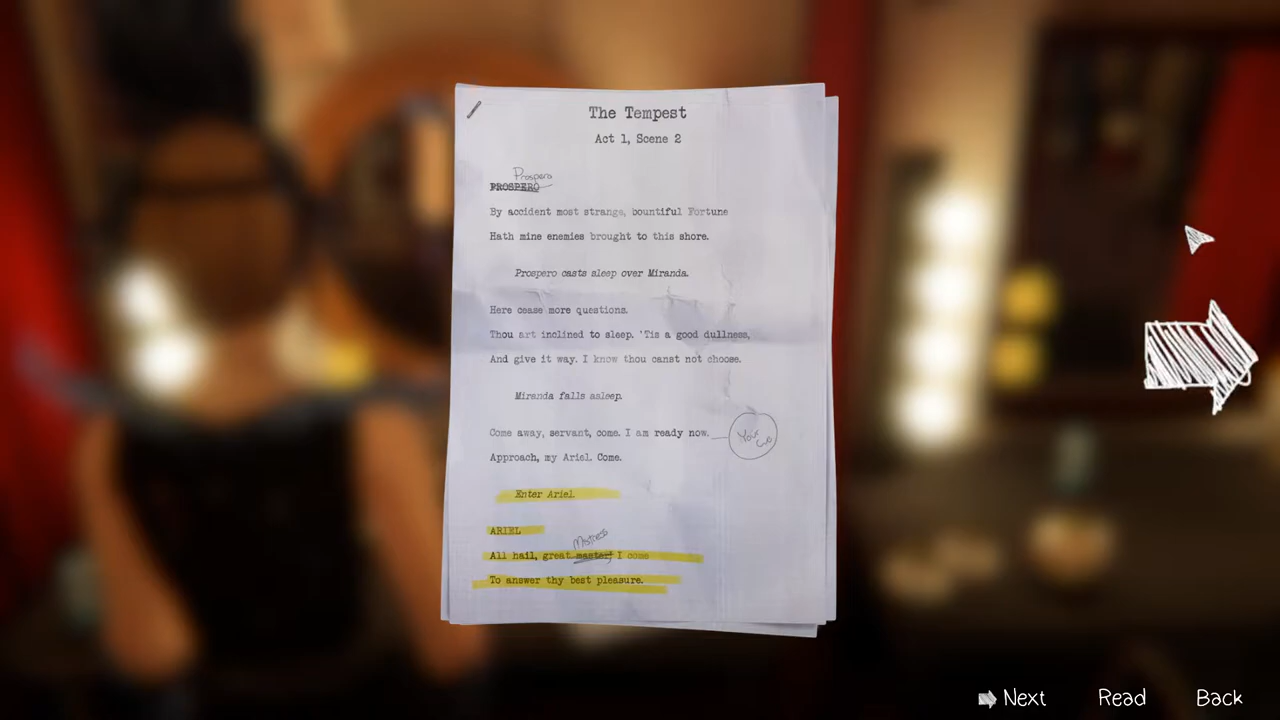 The Tempest
Act 1, Scene 2
Prospera
PROSPERO
By accident most strange, bountiful Fortune
Hath mine enemies brought to this shore.
Prospero casts sleep over Miranda.
Here cease more questions.
Thou art inclined to sleep. 'Tis a good dullness,
And give it way. I know thou canst not choose.
Miranda falls asleep.
Come away, servant, come. I am ready now.
You Go
Approach, my Ariel. Come.
Enter Ariel.
ARIEL
Mistress
All hail, great master, I come
To answer thy best pleasure.
Next Read Back